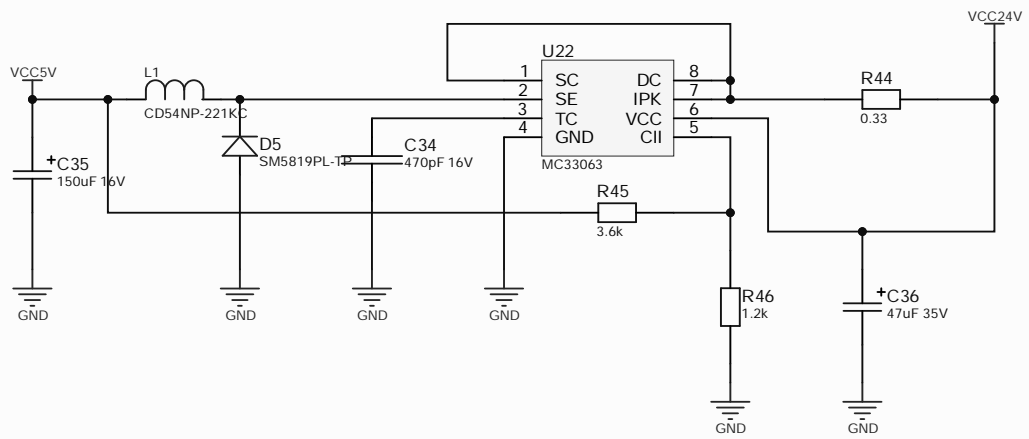 VCC24V
U22
VCC5V
L1
1
SC
DC
8
R44
2
SE
IPK
7
CD54NP-221KC
0.33
3
TC
VCC
6
4
GND
CII
5
D5
C34
SM5819PL-TP
470pF 16V
MC33063
C35
150uF 16V
R45
3.6k
R46
1.2k
C36
47uF 35V
GND
GND
GND
GND
GND
GND